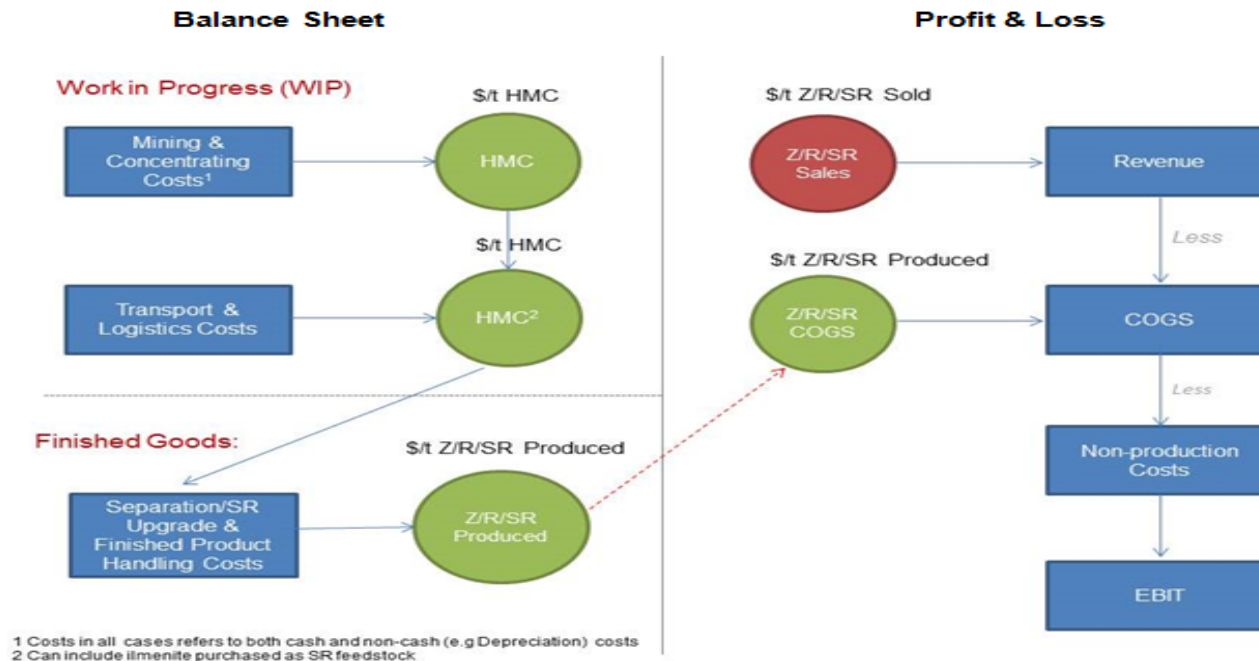 Balance Sheet
Profit & Loss
Work in Progress (WIP)
$/t HMC
Mining &
Concentrating
Costs¹
HMC
$/t HMC
Transport &
Logistics Costs
HMC²
Finished Goods:
$/t Z/R/SR Produced
Separation/SR
Upgrade &
Finished Product
Handling Costs
Z/R/SR
Produced
$/t Z/R/SR Sold
Z/R/SR
Sales
Revenue
Less
$/t Z/R/SR Produced
Z/R/SR
COGS
COGS
Less
Non-production
Costs
EBIT
1 Costs in all cases refers to both cash and non-cash (e.g Depreciation) costs
2 Can include ilmenite purchased as SR feedstock